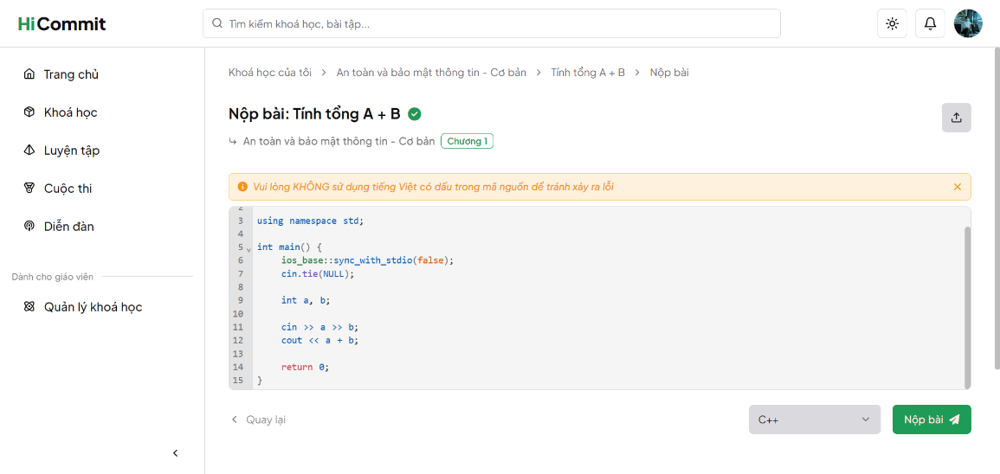 HiCommit
Tìm kiếm khoá học, bài tập...
Trang chủ
Khoá học
Luyện tập
Cuộc thi
Diễn đàn
Dành cho giáo viên
Quản lý khoá học
Khoá học của tôi > An toàn và bảo mật thông tin - Cơ bản > Tính tổng A + B > Nộp bài
Nộp bài: Tính tổng A + B
An toàn và bảo mật thông tin - Cơ bản Chương 1
Vui lòng KHÔNG sử dụng tiếng Việt có dấu trong mã nguồn để tránh xảy ra lỗi
2
3 using namespace std;
4
5 int main() {
6 ios_base::sync_with_stdio(false);
7 cin.tie(NULL);
8
9 int a, b;
10
11 cin >> a >> b;
12 cout << a + b;
13
14 return 0;
15 }
Quay lại
C++
Nộp bài